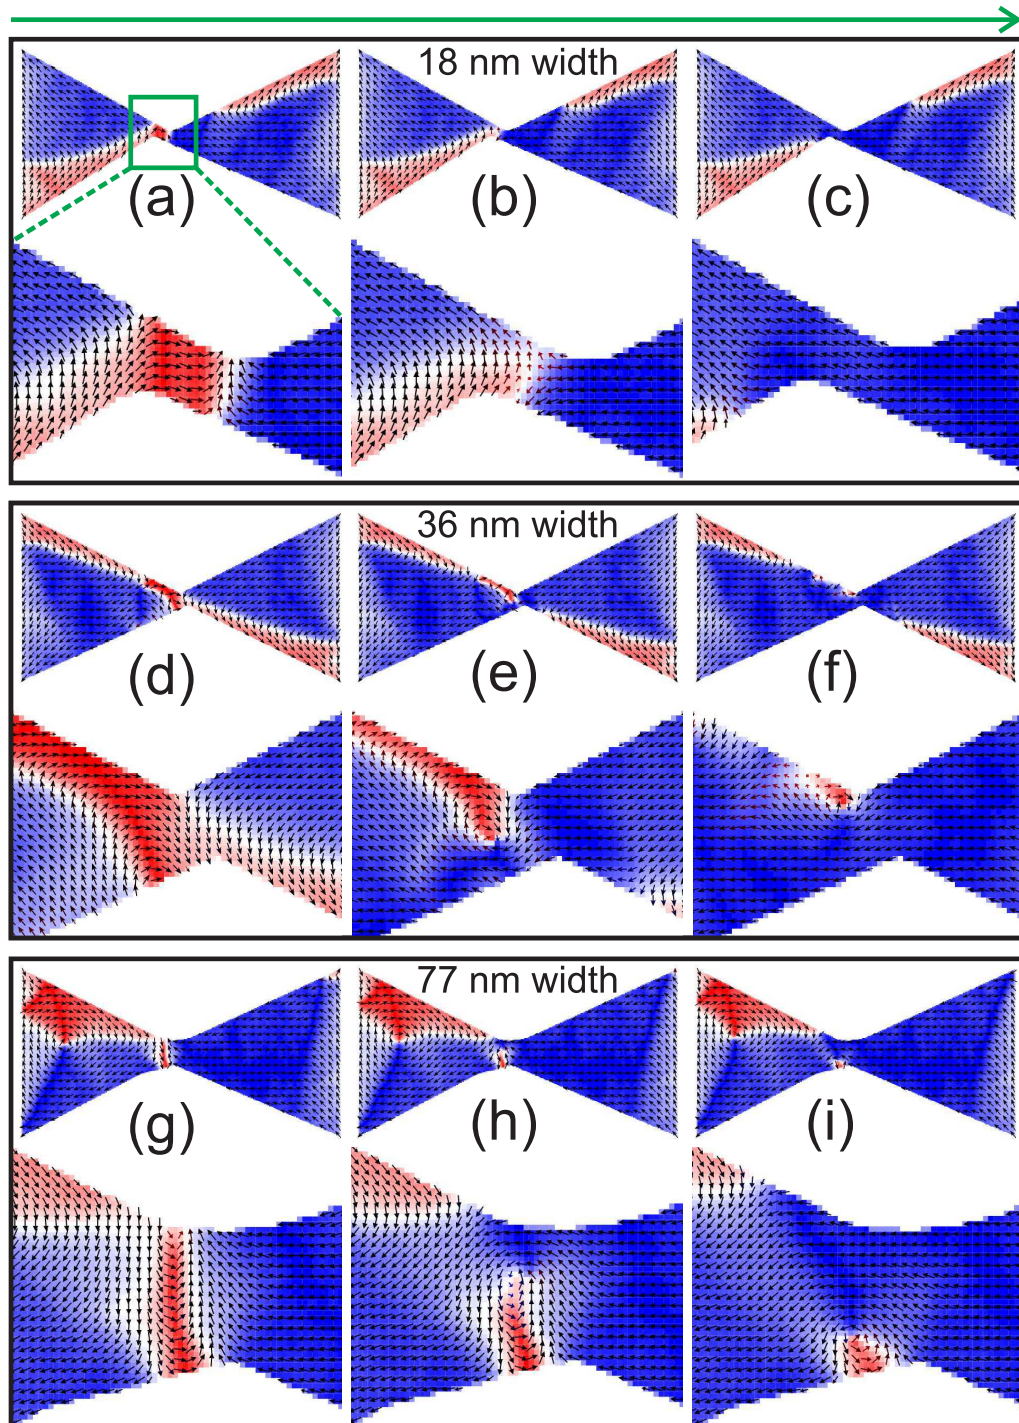 18 nm width
(a)
(b)
(c)
36 nm width
(d)
(e)
(f)
77 nm width
(g)
(h)
(i)